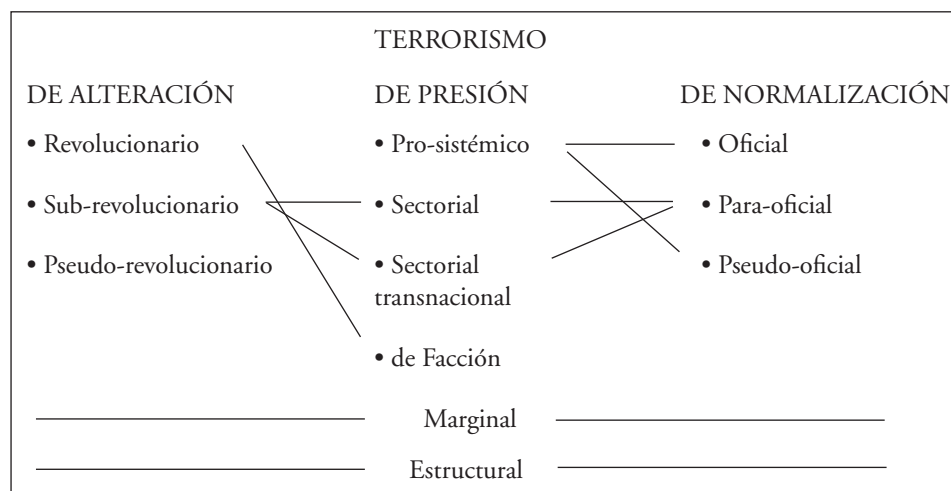 TERRORISMO
DE ALTERACIÓN DE PRESIÓN DE NORMALIZACIÓN
• Revolucionario • Pro-sistémico • Oficial
• Sub-revolucionario • Sectorial • Para-oficial
• Pseudo-revolucionario • Sectorial • Pseudo-oficial
transnacional
• de Facción
Marginal
Estructural